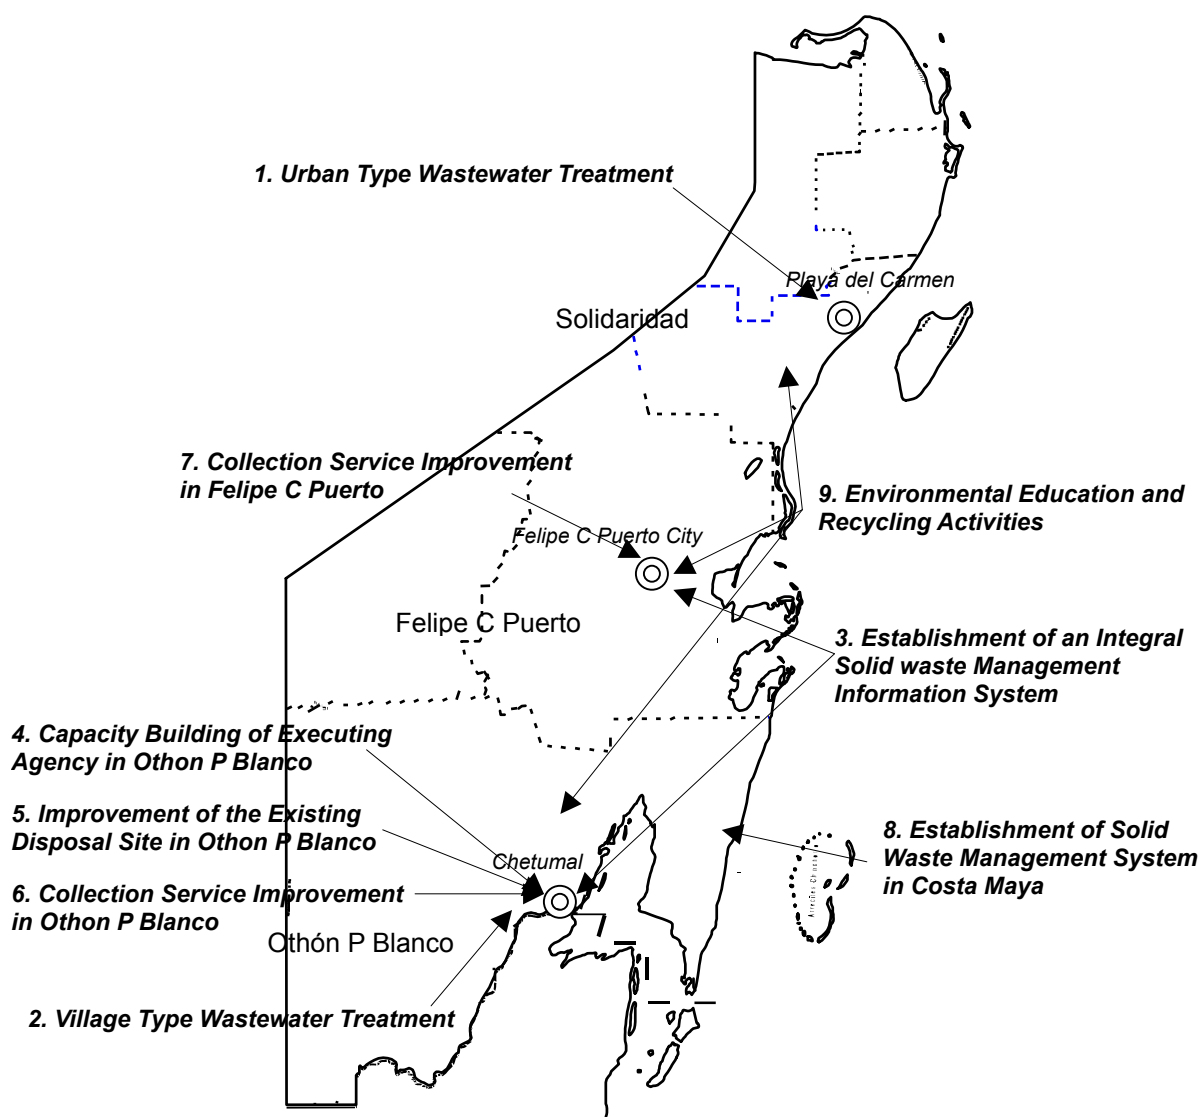 1. Urban Type Wastewater Treatment
Playa del Carmen
Solidaridad
7. Collection Service Improvement
in Felipe C Puerto
9. Environmental Education and
Recycling Activities
Felipe C Puerto City
Felipe C Puerto
3. Establishment of an Integral
Solid waste Management
Information System
4. Capacity Building of Executing
Agency in Othon P Blanco
5. Improvement of the Existing
Disposal Site in Othon P Blanco
8. Establishment of Solid
Waste Management System
in Costa Maya
Chetumal
6. Collection Service Improvement
in Othon P Blanco
Othón P Blanco
2. Village Type Wastewater Treatment